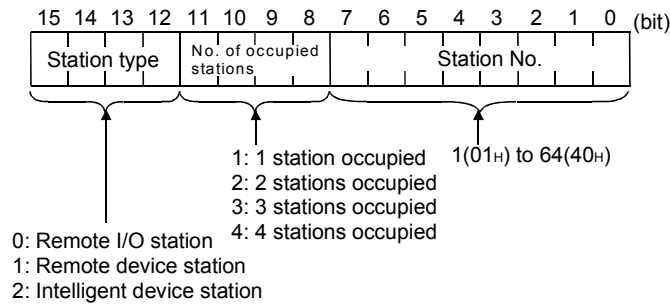 15 14 13 12 11 10 9 8 7 6 5 4 3 2 1 0 (bit)
Station type
No. of occupied
stations
Station No.
1: 1 station occupied
2: 2 stations occupied
3: 3 stations occupied
4: 4 stations occupied
1(01H) to 64(40H)
0: Remote I/O station
1: Remote device station
2: Intelligent device station